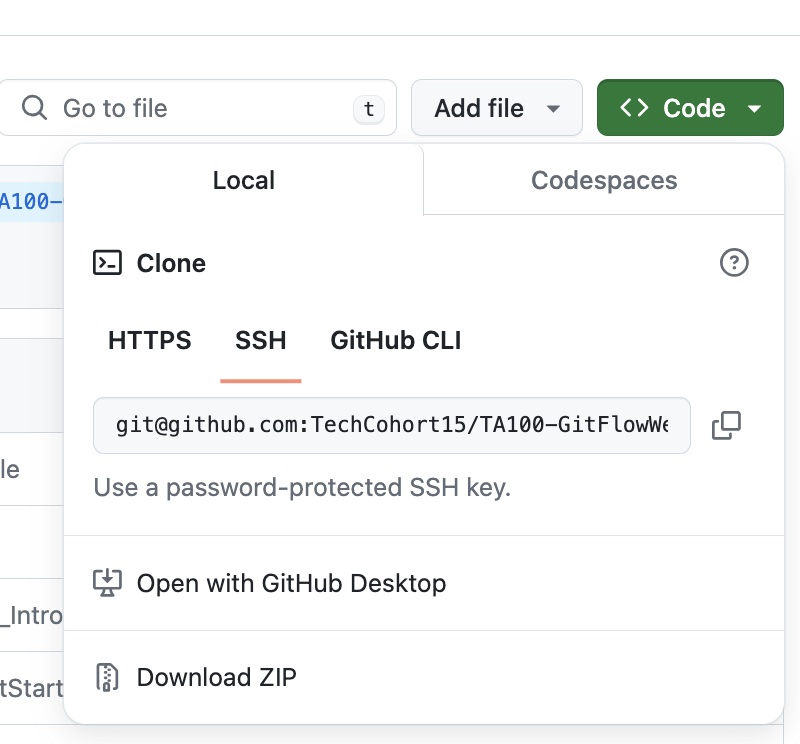 Go to file t Add file Code
Local Codespaces
TA100-
Clone
HTTPS SSH GitHub CLI
git@github.com:TechCohort15/TA100-GitFlowWe
le
Use a password-protected SSH key.
Open with GitHub Desktop
_Intro
Download ZIP
tStart